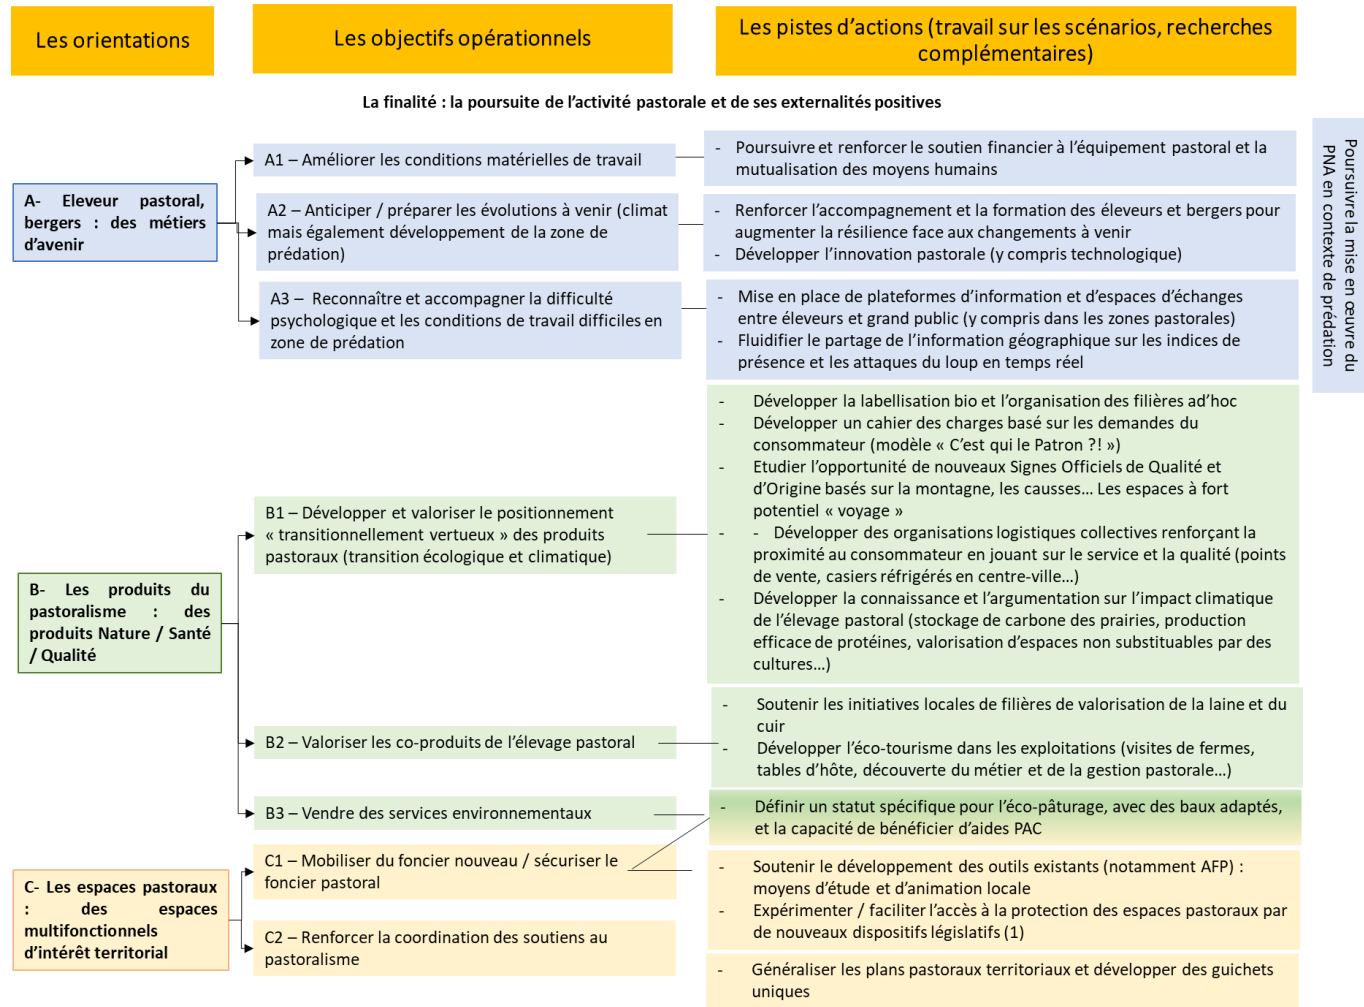 Les orientations
Les objectifs opérationnels
Les pistes d’actions (travail sur les scénarios, recherches
complémentaires)
La finalité : la poursuite de l’activité pastorale et de ses externalités positives
A- Eleveur pastoral,
bergers : des métiers
d’avenir
A1 – Améliorer les conditions matérielles de travail
- Poursuivre et renforcer le soutien financier à l’équipement pastoral et la
mutualisation des moyens humains
A2 – Anticiper / préparer les évolutions à venir (climat
mais également développement de la zone de
prédation)
- Renforcer l’accompagnement et la formation des éleveurs et bergers pour
augmenter la résilience face aux changements à venir
- Développer l’innovation pastorale (y compris technologique)
A3 – Reconnaître et accompagner la difficulté
psychologique et les conditions de travail difficiles en
zone de prédation
- Mise en place de plateformes d’information et d’espaces d’échanges
entre éleveurs et grand public (y compris dans les zones pastorales)
- Fluidifier le partage de l’information géographique sur les indices de
présence et les attaques du loup en temps réel
Poursuivre la mise en œuvre du
PNA en contexte de prédation
B- Les produits du
pastoralisme : des
produits Nature / Santé
/ Qualité
B1 – Développer et valoriser le positionnement
« transitionnellement vertueux » des produits
pastoraux (transition écologique et climatique)
- Développer la labellisation bio et l’organisation des filières ad’hoc
- Développer un cahier des charges basé sur les demandes du
consommateur (modèle « C’est qui le Patron ?! »)
- Etudier l’opportunité de nouveaux Signes Officiels de Qualité et
d’Origine basés sur la montagne, les causses… Les espaces à fort
potentiel « voyage »
- - Développer des organisations logistiques collectives renforçant la
proximité au consommateur en jouant sur le service et la qualité (points
de vente, casiers réfrigérés en centre-ville…)
- Développer la connaissance et l’argumentation sur l’impact climatique
de l’élevage pastoral (stockage de carbone des prairies, production
efficace de protéines, valorisation d’espaces non substituables par des
cultures…)
B2 – Valoriser les co-produits de l’élevage pastoral
- Soutenir les initiatives locales de filières de valorisation de la laine et du
cuir
- Développer l’éco-tourisme dans les exploitations (visites de fermes,
tables d’hôte, découverte du métier et de la gestion pastorale…)
B3 – Vendre des services environnementaux
- Définir un statut spécifique pour l’éco-pâturage, avec des baux adaptés,
et la capacité de bénéficier d’aides PAC
C- Les espaces pastoraux
: des espaces
multifonctionnels
d’intérêt territorial
C1 – Mobiliser du foncier nouveau / sécuriser le
foncier pastoral
- Soutenir le développement des outils existants (notamment AFP) :
moyens d’étude et d’animation locale
- Expérimenter / faciliter l’accès à la protection des espaces pastoraux par
de nouveaux dispositifs législatifs (1)
C2 – Renforcer la coordination des soutiens au
pastoralisme
- Généraliser les plans pastoraux territoriaux et développer des guichets
uniques